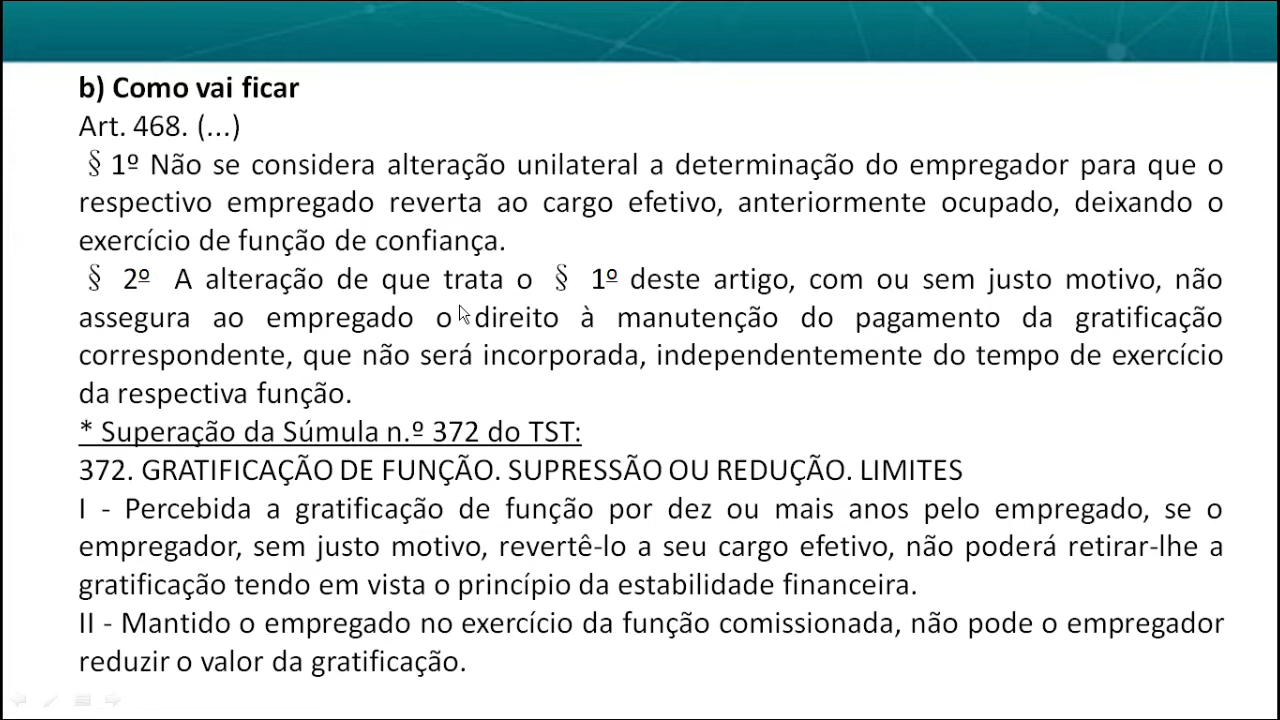 b) Como vai ficar
Art. 468. (...)
§ 1º Não se considera alteração unilateral a determinação do empregador para que o
respectivo empregado reverta ao cargo efetivo, anteriormente ocupado, deixando o
exercício de função de confiança.
§ 2º A alteração de que trata o § 1º deste artigo, com ou sem justo motivo, não
assegura ao empregado o direito à manutenção do pagamento da gratificação
correspondente, que não será incorporada, independentemente do tempo de exercício
da respectiva função.
* Superação da Súmula n.º 372 do TST:
372. GRATIFICAÇÃO DE FUNÇÃO. SUPRESSÃO OU REDUÇÃO. LIMITES
I - Percebida a gratificação de função por dez ou mais anos pelo empregado, se o
empregador, sem justo motivo, revertê-lo a seu cargo efetivo, não poderá retirar-lhe a
gratificação tendo em vista o princípio da estabilidade financeira.
II - Mantido o empregado no exercício da função comissionada, não pode o empregador
reduzir o valor da gratificação.